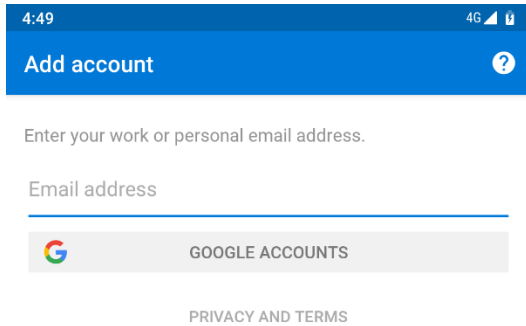 4:49 4G
Add account
Enter your work or personal email address.
Email address
GOOGLE ACCOUNTS
PRIVACY AND TERMS